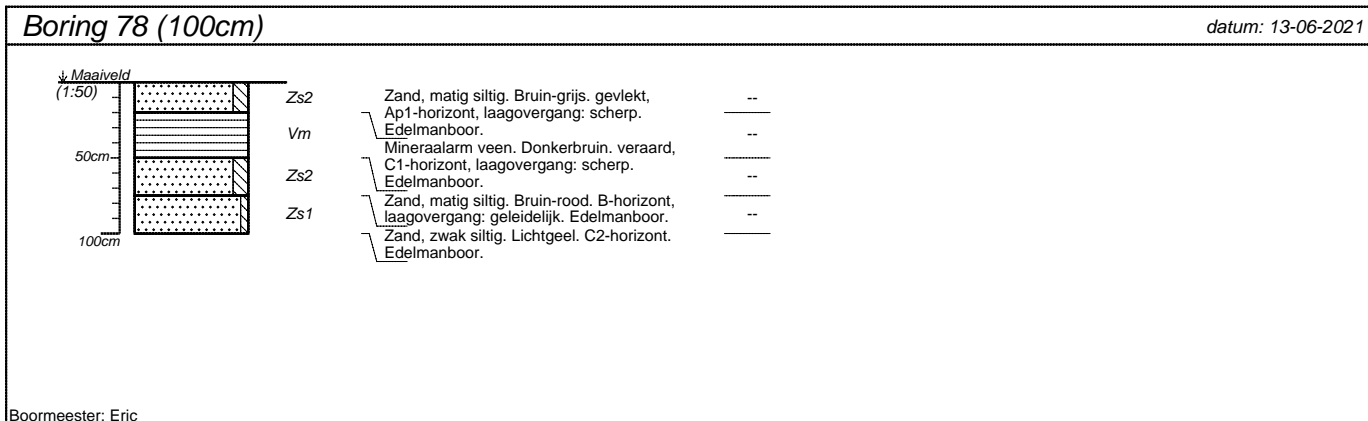 Boring 78 (100cm)
datum: 13-06-2021
Maaiveld
(1:50)
50cm
100cm
Zs2
Vm
Zs2
Zs1
Zand, matig siltig. Bruin-grijs. gevlekt,
Ap1-horizont, laagovergang: scherp.
Edelmanboor.
Mineraalarm veen. Donkerbruin. veraard,
C1-horizont, laagovergang: scherp.
Edelmanboor.
Zand, matig siltig. Bruin-rood. B-horizont,
laagovergang: geleidelijk. Edelmanboor.
Zand, zwak siltig. Lichtgeel. C2-horizont.
Edelmanboor.
--
--
--
--
Boormeester: Eric